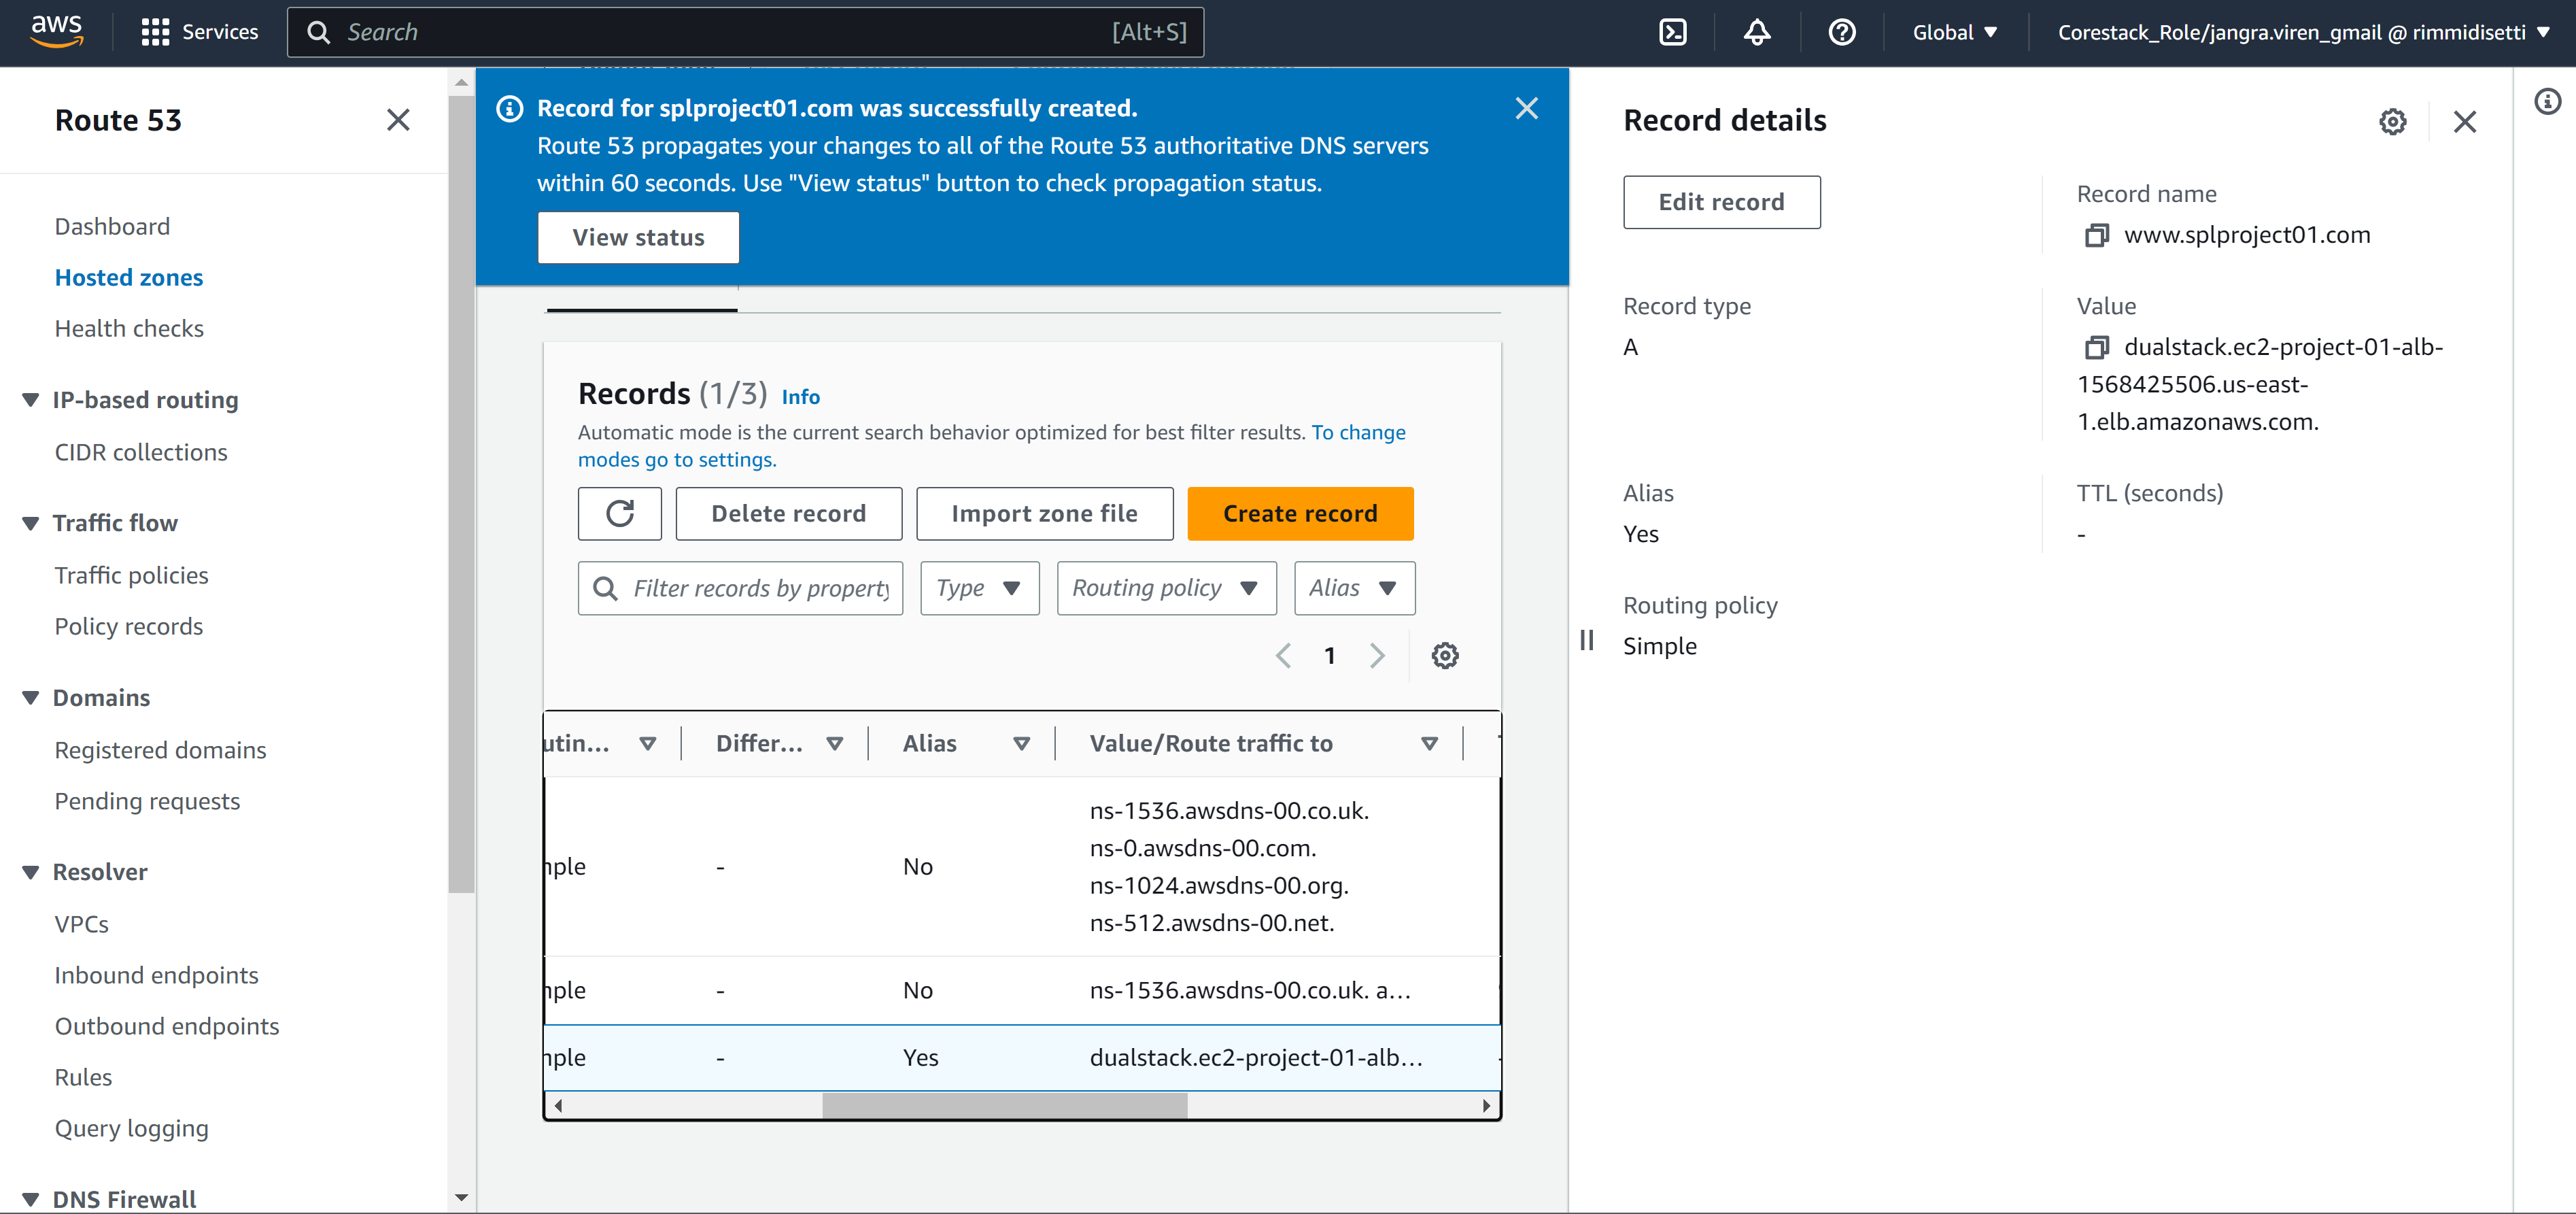 aws
Services
Search
[Alt+S]
Global
Corestack_Role/jangra.viren_gmail @ rimmidisetti
Route 53
Dashboard
Hosted zones
Health checks
IP-based routing
CIDR collections
Traffic flow
Traffic policies
Policy records
Domains
Registered domains
Pending requests
Resolver
VPCs
Inbound endpoints
Outbound endpoints
Rules
Query logging
DNS Firewall
Record for splproject01.com was successfully created.
Route 53 propagates your changes to all of the Route 53 authoritative DNS servers
within 60 seconds. Use "View status" button to check propagation status.
View status
Records (1/3) Info
Automatic mode is the current search behavior optimized for best filter results. To change
modes go to settings.
Delete record
Import zone file
Create record
Filter records by property
Type
Routing policy
Alias
1
utin...
Differ...
Alias
Value/Route traffic to
mple
-
No
ns-1536.awsdns-00.co.uk.
ns-0.awsdns-00.com.
ns-1024.awsdns-00.org.
ns-512.awsdns-00.net.
mple
-
No
ns-1536.awsdns-00.co.uk. a...
mple
-
Yes
dualstack.ec2-project-01-alb...
Record details
Edit record
Record name
www.splproject01.com
Record type
A
Value
dualstack.ec2-project-01-alb-
1568425506.us-east-
1.elb.amazonaws.com.
Alias
Yes
TTL (seconds)
-
Routing policy
Simple